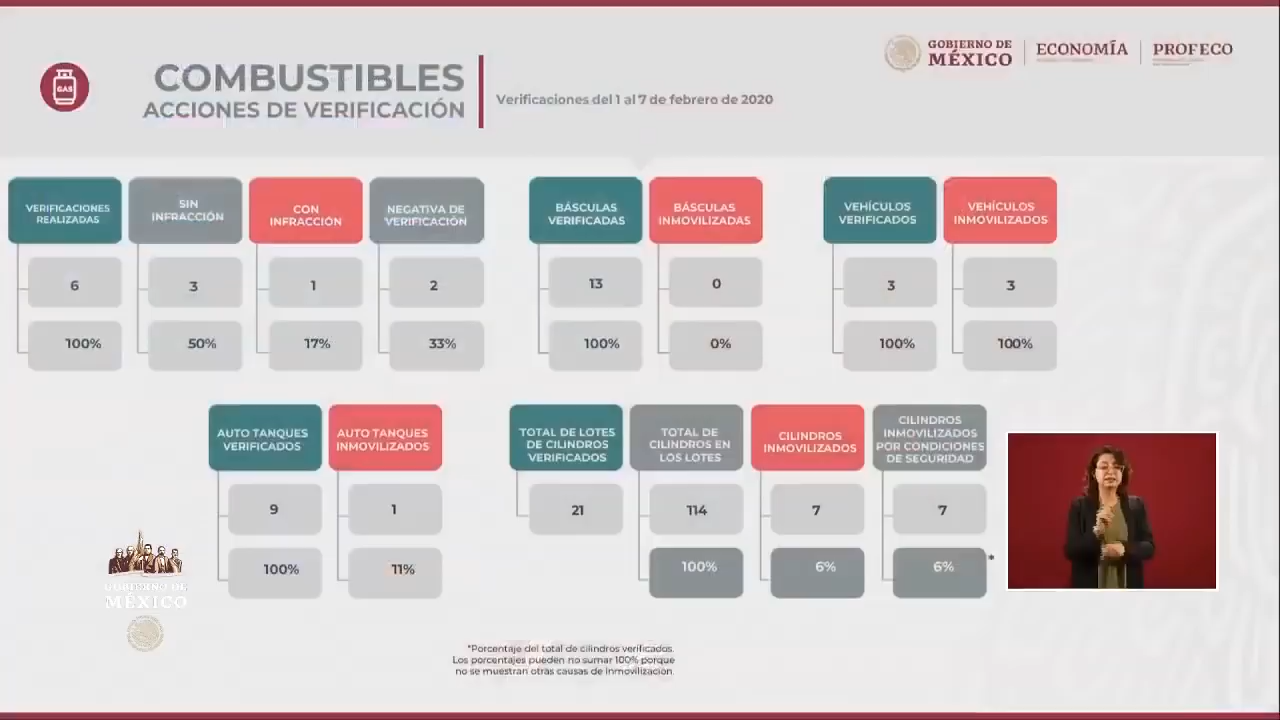 GAS
COMBUSTIBLES
ACCIONES DE VERIFICACIÓN
Verificaciones del 1 al 7 de febrero de 2020
GOBIERNO DE
MÉXICO
ECONOMÍA
PROFECO
VERIFICACIONES
REALIZADAS
6
100%
SIN
INFRACCIÓN
3
50%
CON
INFRACCIÓN
1
17%
NEGATIVA DE
VERIFICACIÓN
2
33%
BÁSCULAS
VERIFICADAS
13
100%
BÁSCULAS
INMOVILIZADAS
0
0%
VEHÍCULOS
VERIFICADOS
3
100%
VEHÍCULOS
INMOVILIZADOS
3
100%
AUTO TANQUES
VERIFICADOS
9
100%
AUTO TANQUES
INMOVILIZADOS
1
11%
TOTAL DE LOTES
DE CILINDROS
VERIFICADOS
21
TOTAL DE
CILINDROS EN
LOS LOTES
114
100%
CILINDROS
INMOVILIZADOS
7
6%
CILINDROS
INMOVILIZADOS
POR CONDICIONES
DE SEGURIDAD
7
6%
*
GOBIERNO DE
MÉXICO
*Porcentaje del total de cilindros verificados.
Los porcentajes pueden no sumar 100% porque
no se muestran otras causas de inmovilización.